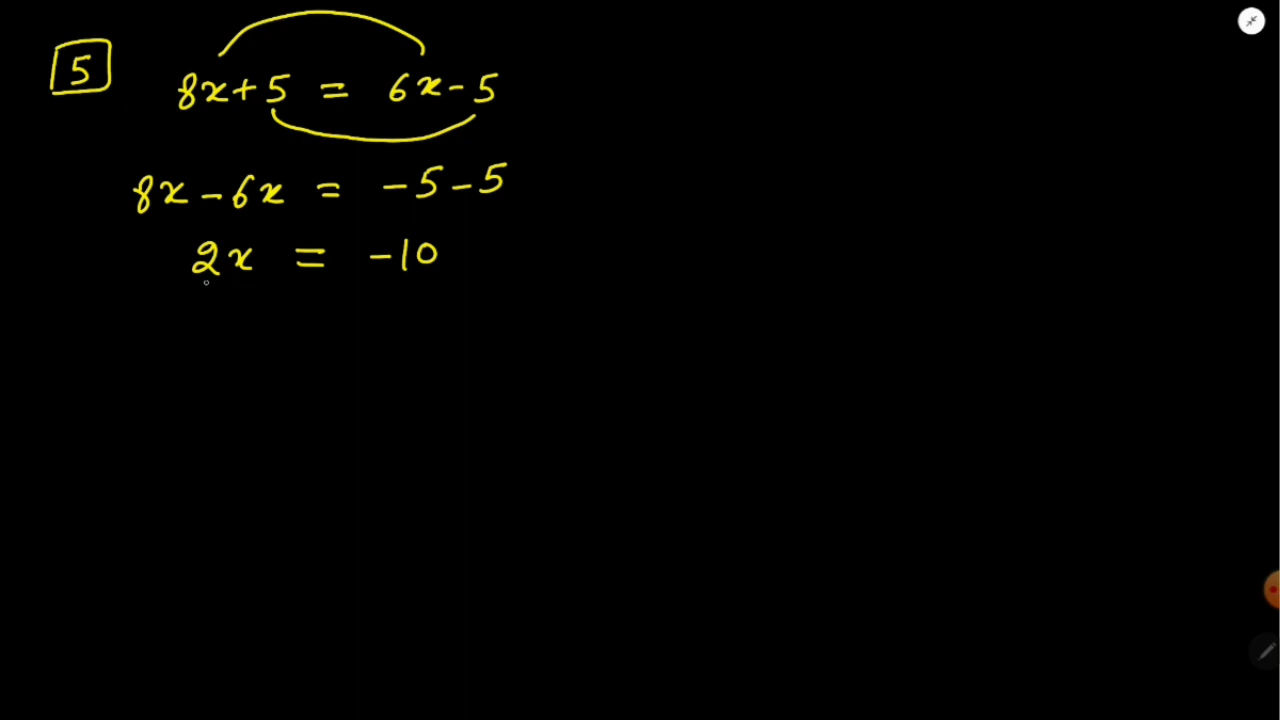 5 8x+5 = 6x-5
8x-6x = -5-5
2x = -10